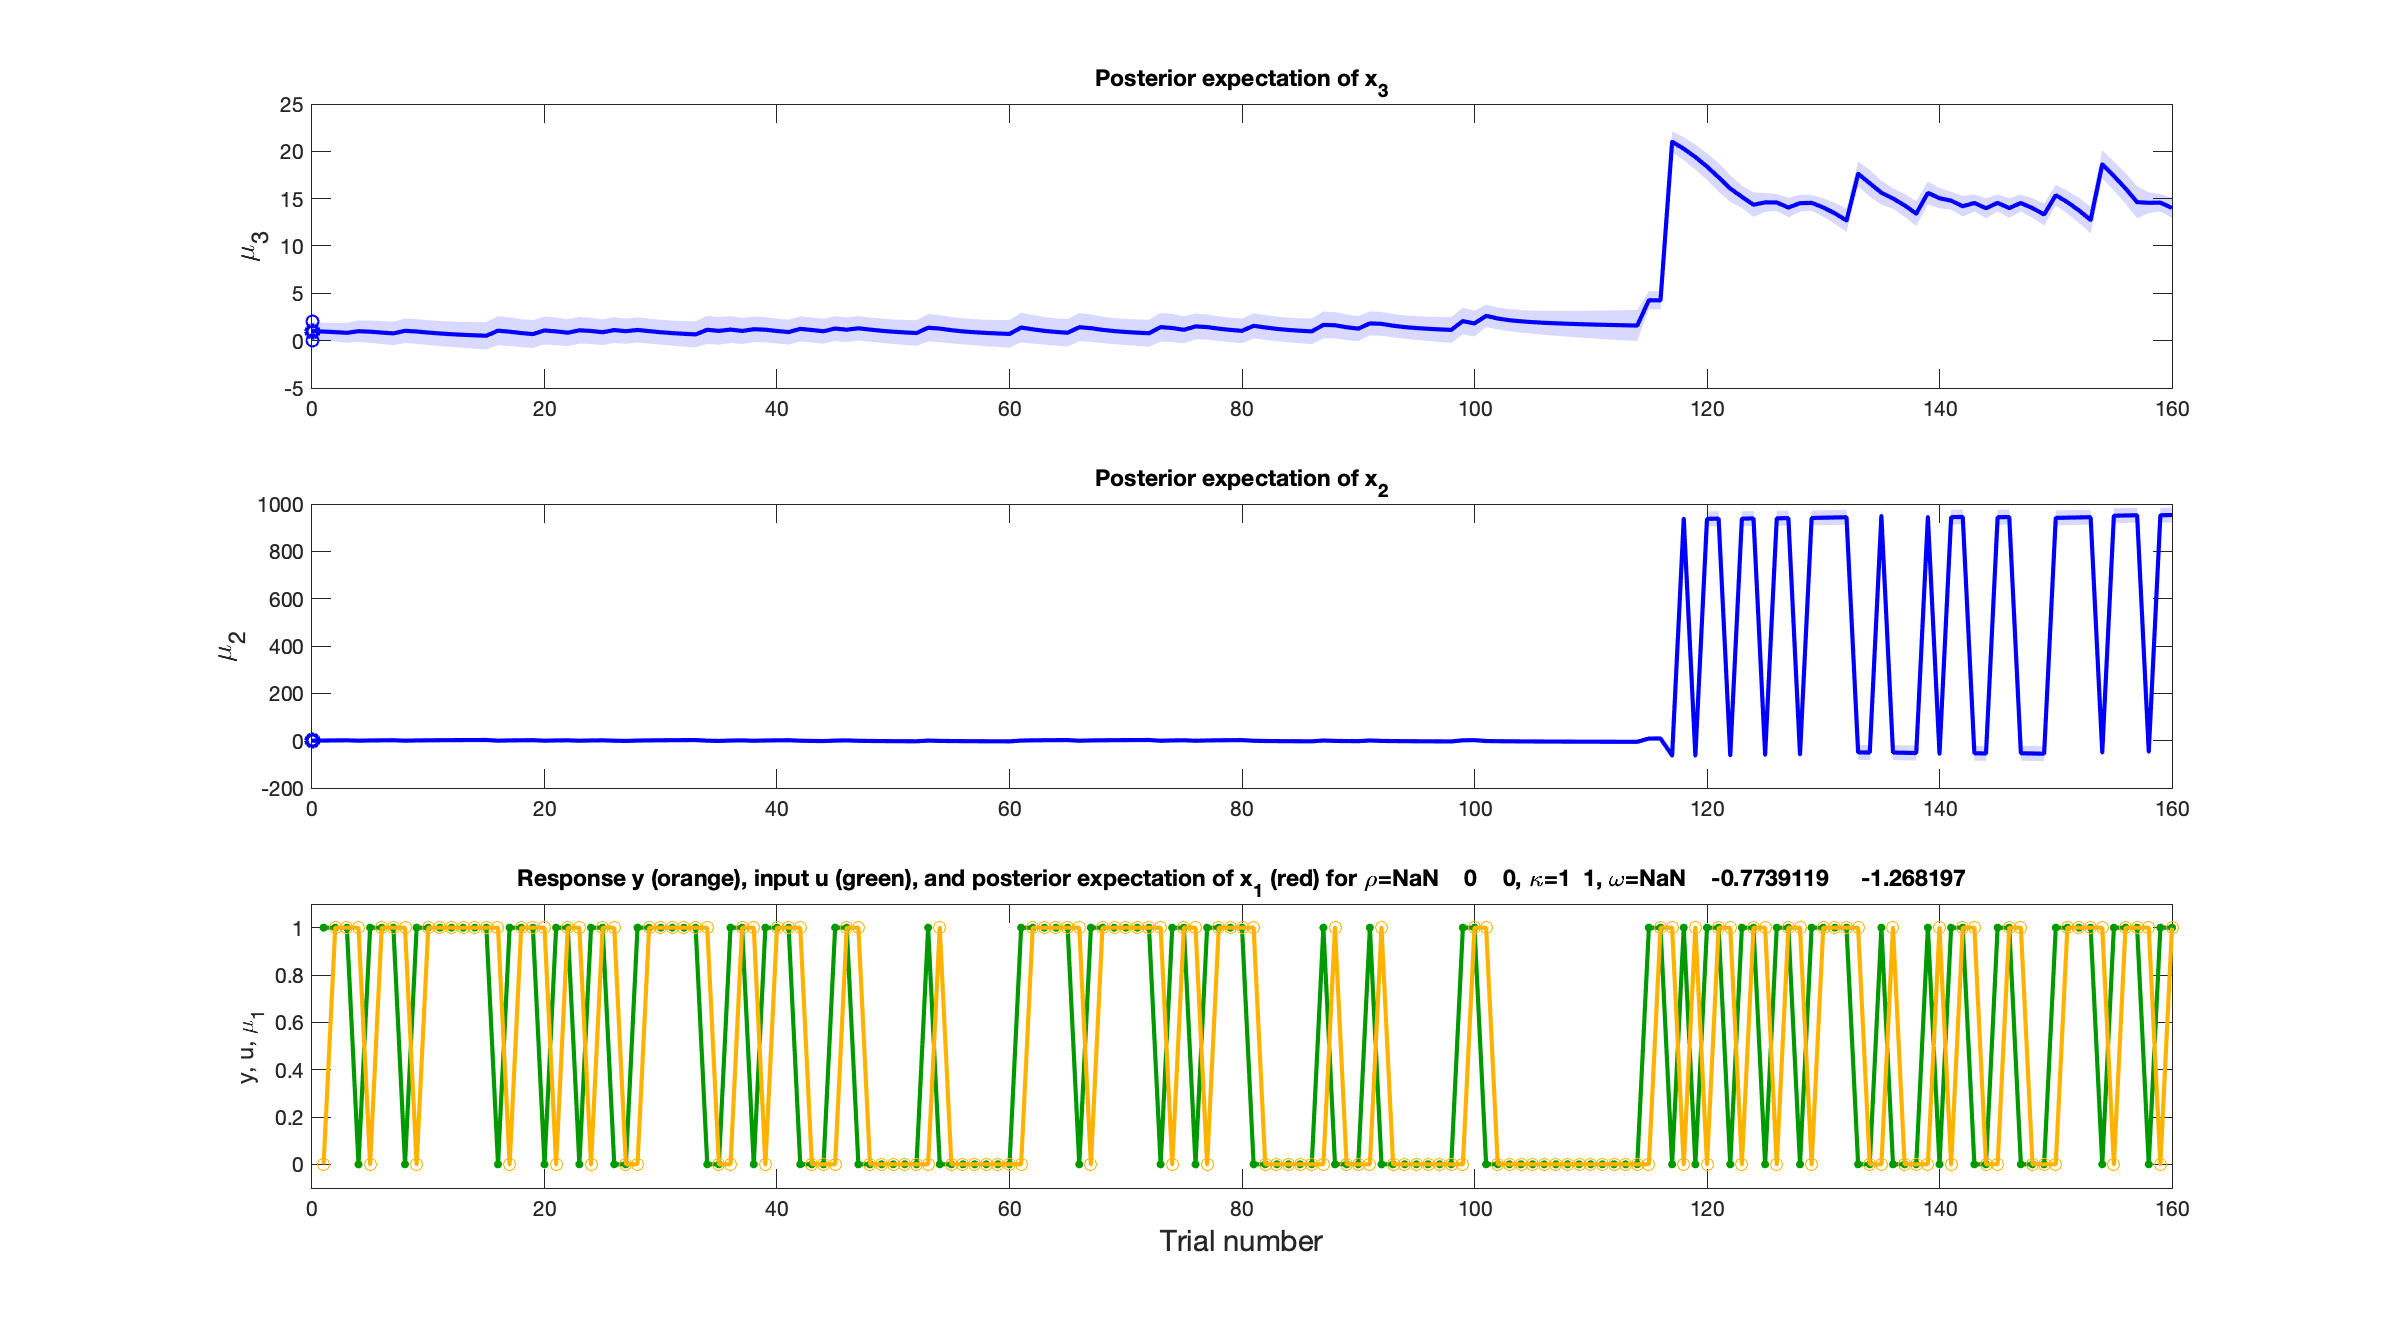 Posterior expectation of x3
μ3
25
20
15
10
5
0
-5
0 20 40 60 80 100 120 140 160
Posterior expectation of x2
μ2
1000
800
600
400
200
0
-200
0 20 40 60 80 100 120 140 160
Response y (orange), input u (green), and posterior expectation of x1 (red) for ρ=NaN 0 0, κ=1 1, ω=NaN -0.7739119 -1.268197
y, u, μ1
1
0.8
0.6
0.4
0.2
0
0 20 40 60 80 100 120 140 160
Trial number